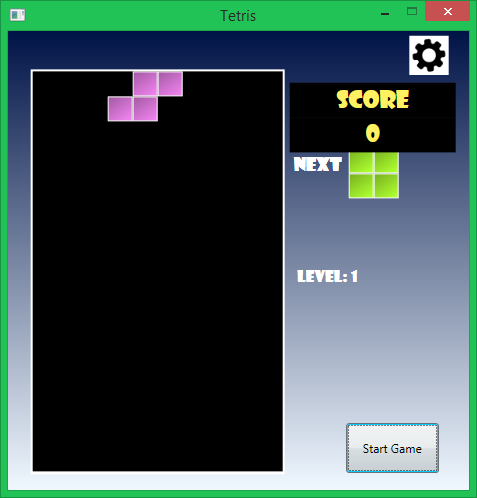 Tetris
SCORE
0
NEXT
LEVEL: 1
Start Game